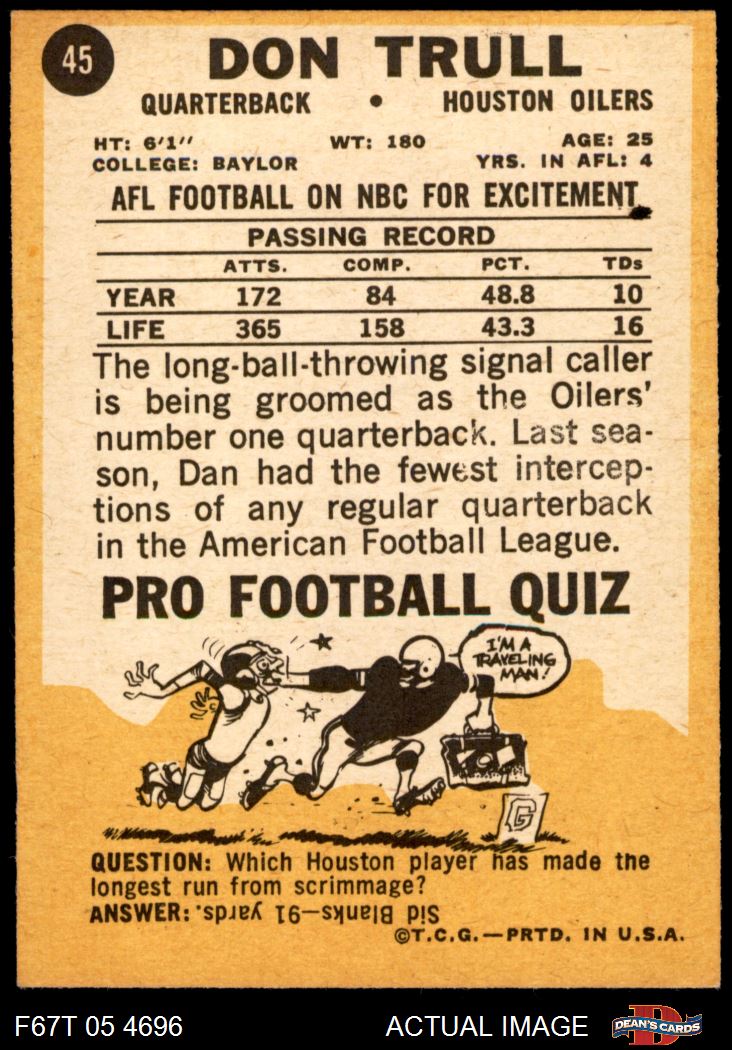 45
DON TRULL
QUARTERBACK • HOUSTON OILERS
HT: 6'1" WT: 180 AGE: 25
COLLEGE: BAYLOR YRS. IN AFL: 4
AFL FOOTBALL ON NBC FOR EXCITEMENT
PASSING RECORD
ATTS. COMP. PCT. TDs
YEAR 172 84 48.8 10
LIFE 365 158 43.3 16
The long-ball-throwing signal caller
is being groomed as the Oilers'
number one quarterback. Last sea-
son, Dan had the fewest intercep-
tions of any regular quarterback
in the American Football League.
PRO FOOTBALL QUIZ
I'M A
TRAVELING
MAN!
G
QUESTION: Which Houston player has made the
longest run from scrimmage?
ANSWER: Sid Blanks—91 yards.
©T.C.G.—PRTD. IN U.S.A.
F67T 05 4696 ACTUAL IMAGE D DEAN'S CARDS